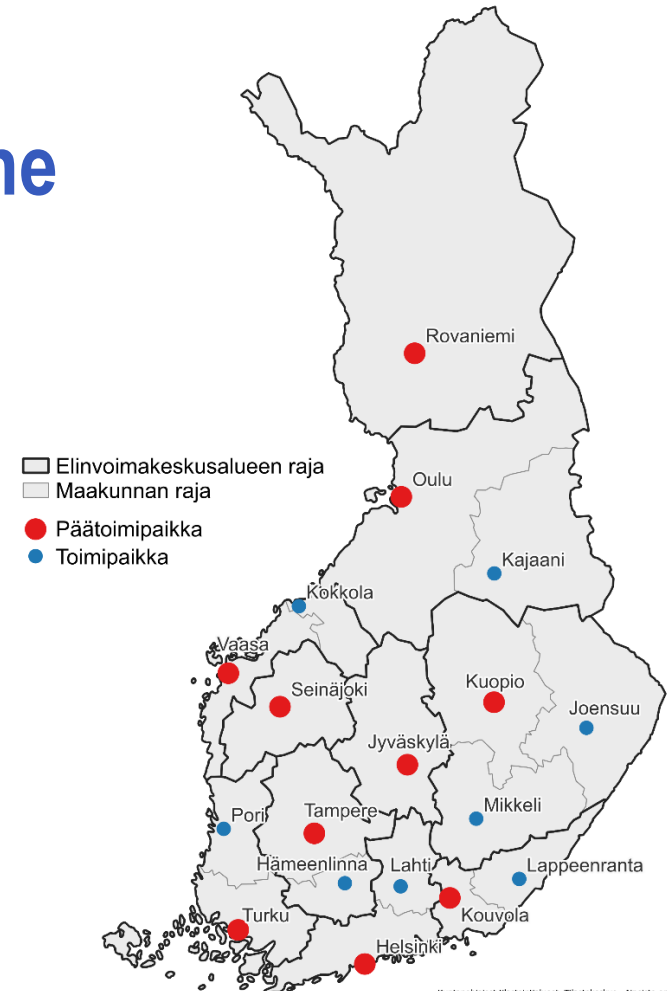 ne
Rovaniemi
Elinvoimakeskusalueen raja
Maakunnan raja
Päätoimipaikka
Toimipaikka
Oulu
Kajaani
Kokkola
Vaasa
Seinäjoki
Kuopio
Joensuu
Jyväskylä
Pori
Tampere
Mikkeli
Hämeenlinna
Lahti
Lappeenranta
Turku
Kouvola
Helsinki